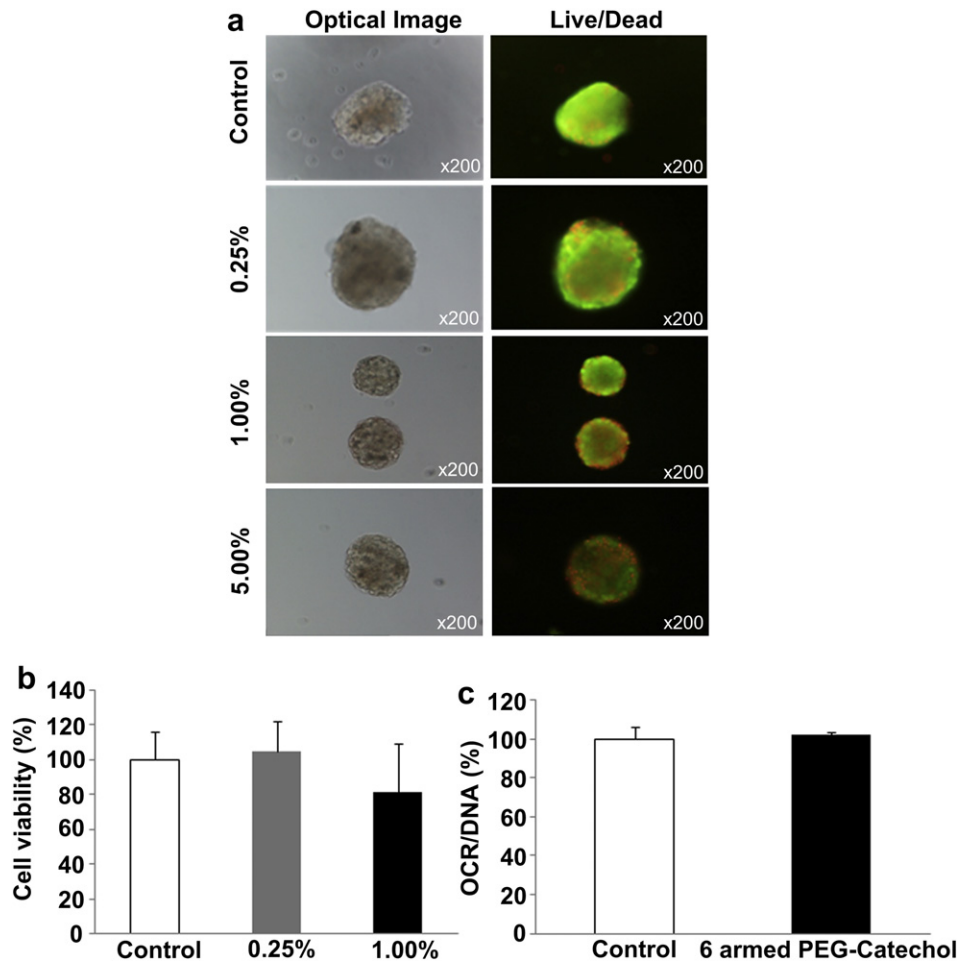 a
Optical Image Live/Dead
Control
x200 x200
0.25%
x200 x200
1.00%
x200 x200
5.00%
x200 x200
b
Cell viability (%)
140
120
100
80
60
40
20
0
Control 0.25% 1.00%
c
OCR/DNA (%)
120
100
80
60
40
20
0
Control 6 armed PEG-Catechol